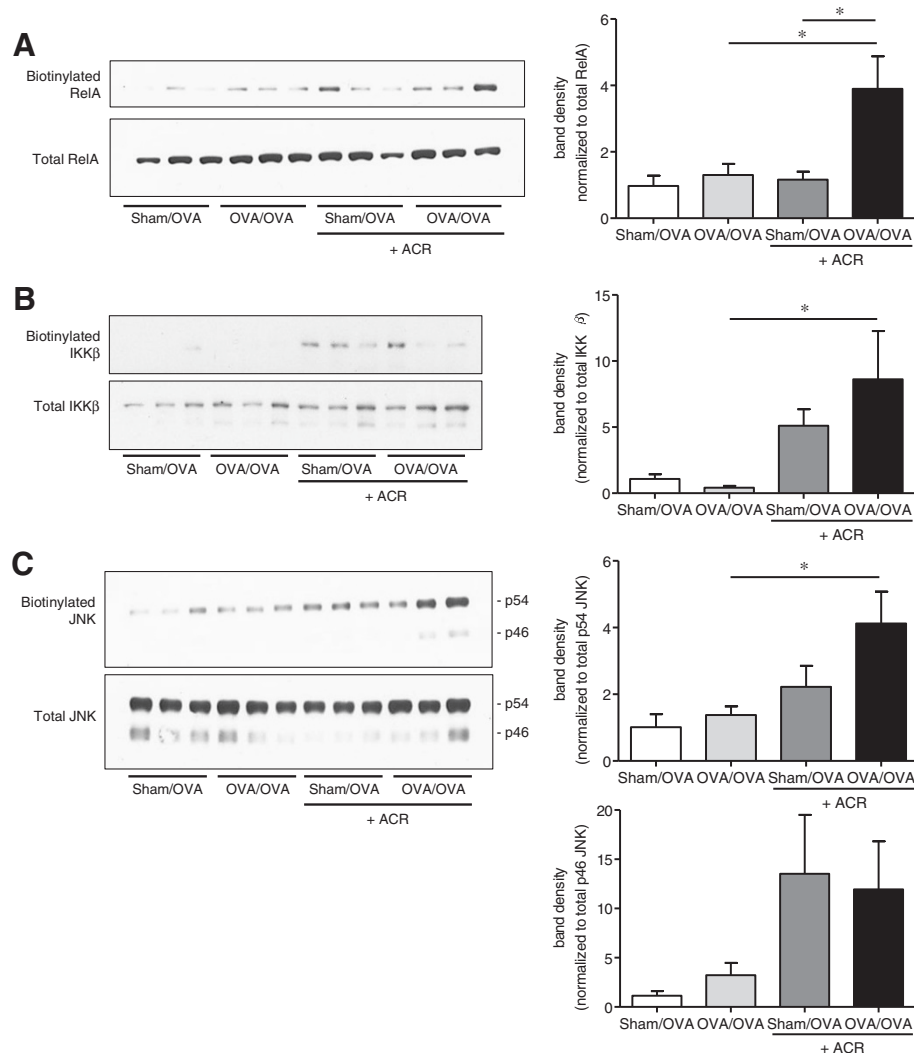 A
Biotinylated
RelA
Total RelA
Sham/OVA OVA/OVA Sham/OVA OVA/OVA
+ ACR
band density
(normalized to total RelA)
6
4
2
0
* 
*
Sham/OVA OVA/OVA Sham/OVA OVA/OVA
+ ACR
B
Biotinylated
IKKβ
Total IKKβ
Sham/OVA OVA/OVA Sham/OVA OVA/OVA
+ ACR
band density
(normalized to total IKK β)
15
10
5
0
*
Sham/OVA OVA/OVA Sham/OVA OVA/OVA
+ ACR
C
Biotinylated
JNK
- p54
- p46
Total JNK
- p54
- p46
Sham/OVA OVA/OVA Sham/OVA OVA/OVA
+ ACR
band density
(normalized to total p54 JNK)
6
4
2
0
*
Sham/OVA OVA/OVA Sham/OVA OVA/OVA
+ ACR
band density
(normalized to total p46 JNK)
20
15
10
5
0
Sham/OVA OVA/OVA Sham/OVA OVA/OVA
+ ACR